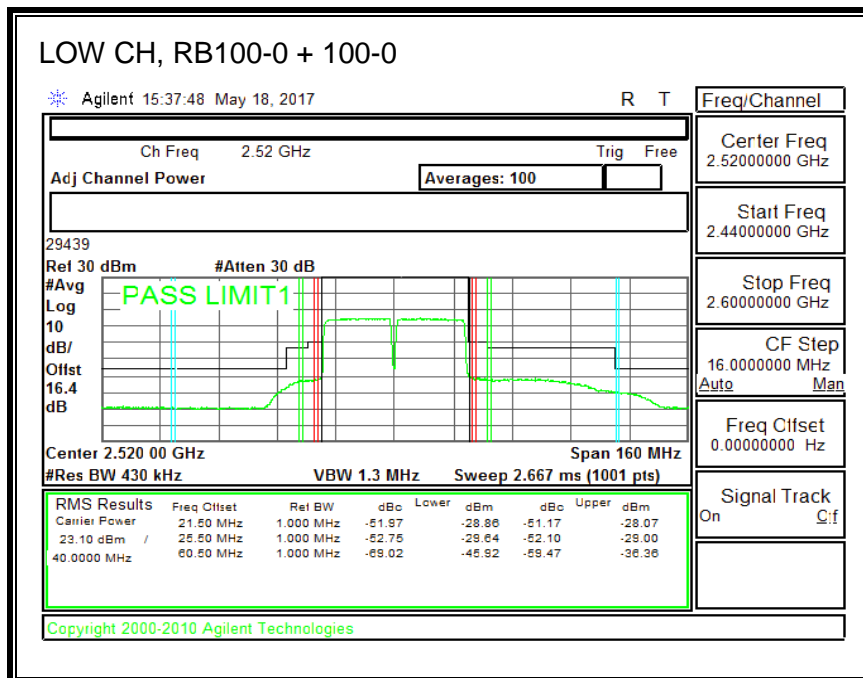 LOW CH, RB100-0 + 100-0
Agilent 15:37:48 May 18, 2017 R T
Freq/Channel
Ch Freq 2.52 GHz Trig Free
Adj Channel Power Averages: 100
Center Freq
2.52000000 GHz
Start Freq
2.44000000 GHz
Stop Freq
2.60000000 GHz
CF Step
16.0000000 MHz
Auto Man
Freq Offset
0.00000000 Hz
Signal Track
On Off
29439
Ref 30 dBm #Atten 30 dB
#Avg
Log
10
dB/
Offst
16.4
dB
PASS LIMIT1
Center 2.520 00 GHz Span 160 MHz
#Res BW 430 kHz VBW 1.3 MHz Sweep 2.667 ms (1001 pts)
RMS Results Freq Offset Ref BW dBc Lower dBm dBc Upper dBm
Carrier Power 21.50 MHz 1.000 MHz -51.97 -28.86 -51.17 -28.07
23.10 dBm / 25.50 MHz 1.000 MHz -52.75 -29.64 -52.10 -29.00
40.0000 MHz 60.50 MHz 1.000 MHz -69.02 -45.92 -59.47 -36.36
Copyright 2000-2010 Agilent Technologies